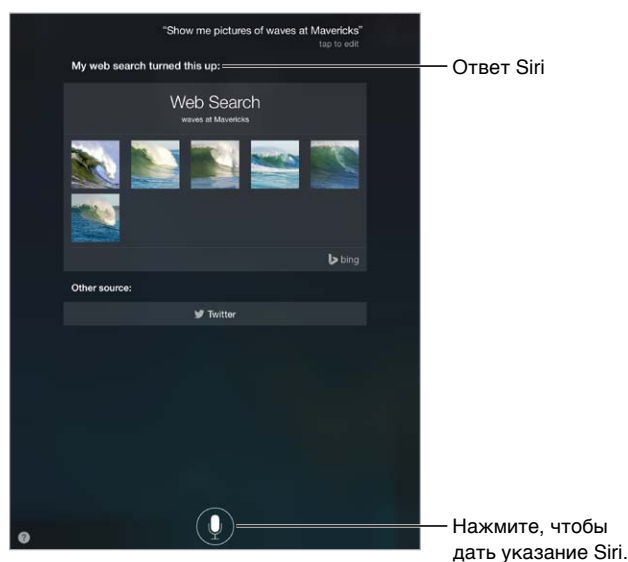 “Show me pictures of waves at Mavericks”
tap to edit
My web search turned this up:
Ответ Siri
Web Search
waves at Mavericks
bing
Other source:
Twitter
?
Нажмите, чтобы
дать указание Siri.